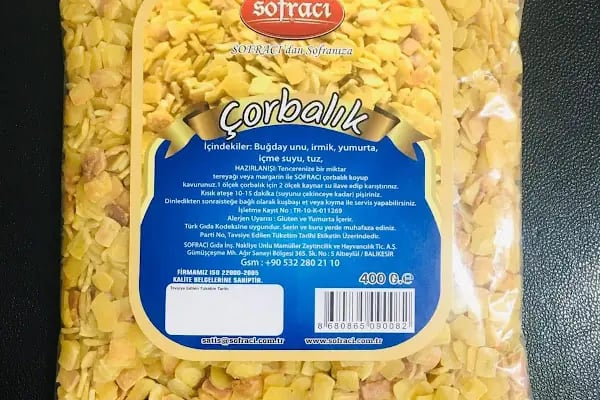 sofracı
SOFRACI'dan Sofranıza
Çorbalık
İçindekiler: Buğday unu, irmik, yumurta,
içme suyu, tuz,
HAZIRLANIŞI: Tencerenize bir miktar
tereyağı veya margarin ile SOFRACI çorbalık koyup
kavurunuz.1 ölçek çorbalık için 2 ölçek kaynar su ilave edip karıştırınız.
Kısık ateşe 10-15 dakika (suyunu çekinceye kadar) pişiriniz.
Dinledikten sonraisteğe bağlı olarak kuşbaşı et veya kıyma ile servis yapabilirsiniz.
İşletme Kayıt No : TR-10-K-011269
Alerjen Uyarısı : Glüten ve Yumurta İçerir.
Türk Gıda Kodeksine uygundur. Serin ve kuru yerde muhafaza ediniz.
Parti No, Tavsiye Edilen Tüketim Tarihi Etiketin Üzerindedir.
SOFRACI Gıda İnş. Nakliye Unlu Mamüller Zeytincilik ve Hayvancılık Tic. A.Ş.
Gümüşçeşme Mh. Ağır Sanayi Bölgesi 365. Sk. No : 5 Altıeylül / BALIKESİR
Gsm : +90 532 280 21 10
FİRMAMIZ ISO 22000-2005
KALİTE BELGELERİNE SAHİPTİR.
400 G.e
Tavsiye Edilen Tüketim Tarihi:
8 680865 090082
satis@sofraci.com.tr
www.sofraci.com.tr